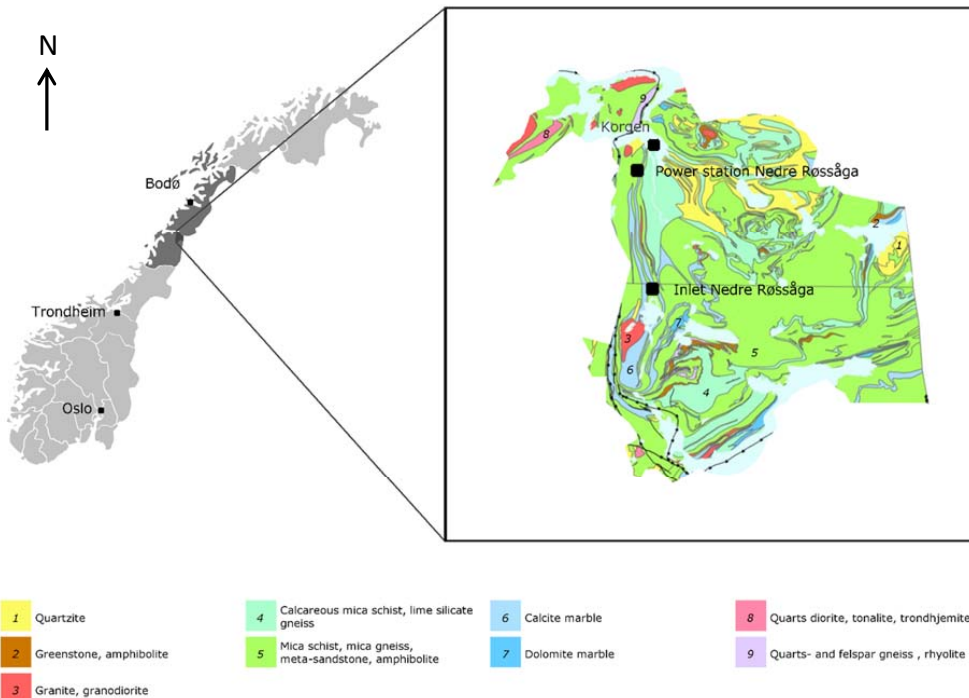 N
Bodø
Trondheim
Oslo
9
8
Korgen
Power station Nedre Røssåga
2
1
Inlet Nedre Røssåga
7
3
5
6
4
1 Quartzite
2 Greenstone, amphibolite
3 Granite, granodiorite
4 Calcareous mica schist, lime silicate
gneiss
5 Mica schist, mica gneiss,
meta-sandstone, amphibolite
6 Calcite marble
7 Dolomite marble
8 Quarts diorite, tonalite, trondhjemite
9 Quarts- and felspar gneiss , rhyolite